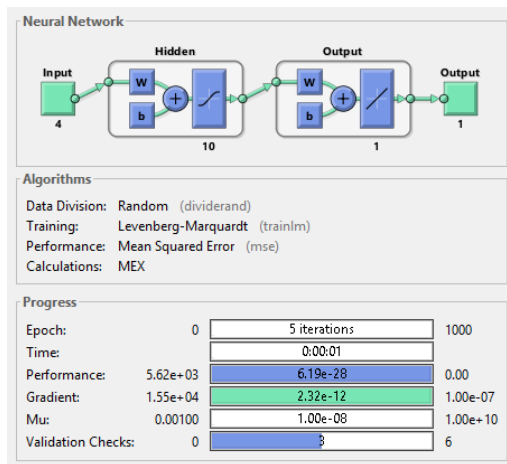 Neural Network
Hidden Output
Input Output
W W
b b
4 10 1 1
Algorithms
Data Division: Random (dividerand)
Training: Levenberg-Marquardt (trainlm)
Performance: Mean Squared Error (mse)
Calculations: MEX
Progress
Epoch: 0 5 iterations 1000
Time: 0:00:01
Performance: 5.62e+03 6.19e-28 0.00
Gradient: 1.55e+04 2.32e-12 1.00e-07
Mu: 0.00100 1.00e-08 1.00e+10
Validation Checks: 0 3 6